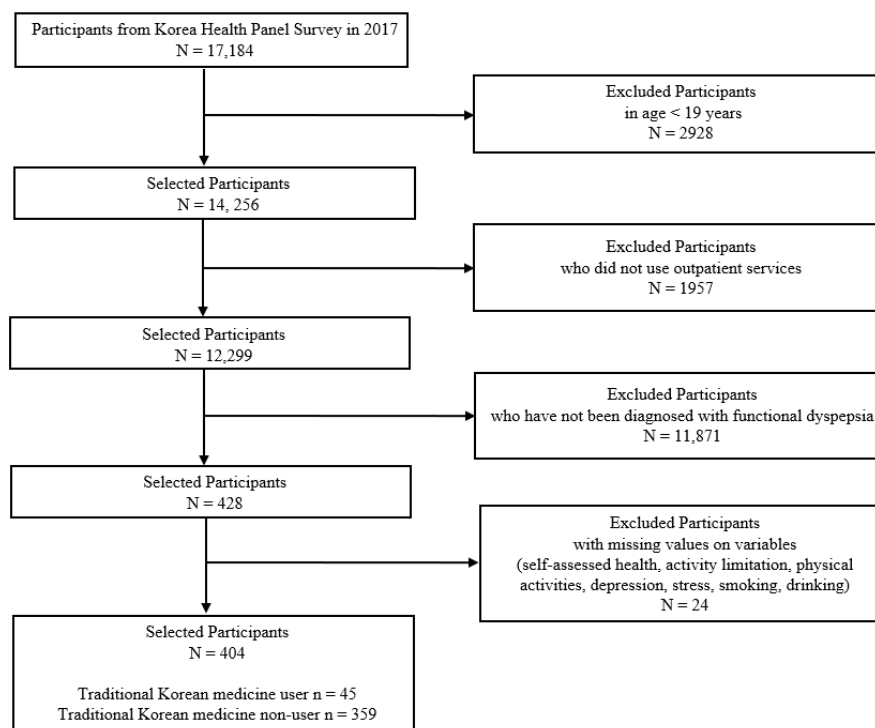 Participants from Korea Health Panel Survey in 2017
N = 17,184
Excluded Participants
in age < 19 years
N = 2928
Selected Participants
N = 14, 256
Excluded Participants
who did not use outpatient services
N = 1957
Selected Participants
N = 12,299
Excluded Participants
who have not been diagnosed with functional dyspepsia
N = 11,871
Selected Participants
N = 428
Excluded Participants
with missing values on variables
(self-assessed health, activity limitation, physical
activities, depression, stress, smoking, drinking)
N = 24
Selected Participants
N = 404
Traditional Korean medicine user n = 45
Traditional Korean medicine non-user n = 359